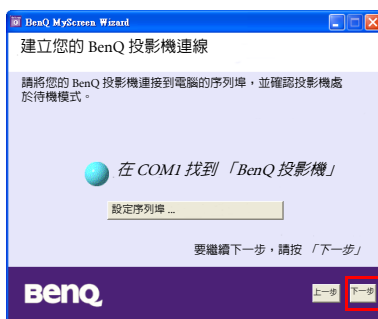 BenQ MyScreen Wizard
建立您的 BenQ 投影機連線
請將您的 BenQ 投影機連接到電腦的序列埠，並確認投影機處
於待機模式。
在 COM1 找到 「BenQ 投影機」
設定序列埠 ...
要繼續下一步，請按 「下一步」
BenQ
上一步
下一步